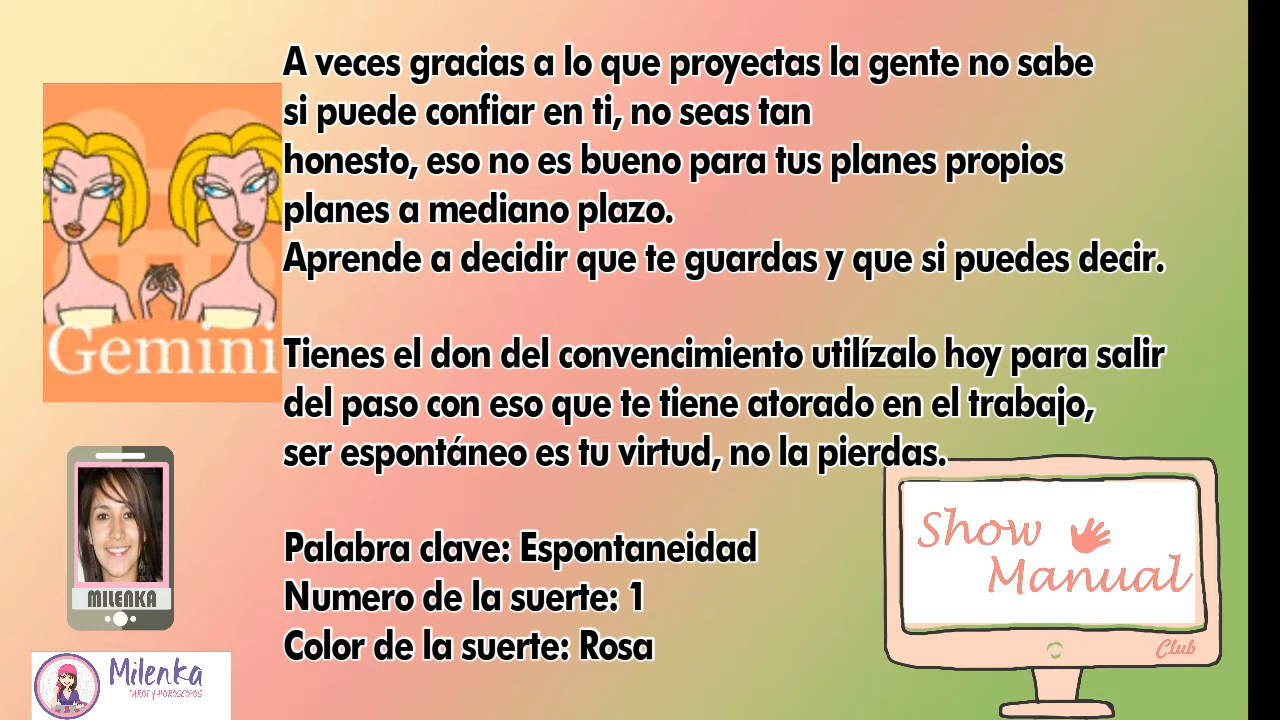 A veces gracias a lo que proyectas la gente no sabe
si puede confiar en ti, no seas tan
honesto, eso no es bueno para tus planes propios
planes a mediano plazo.
Aprende a decidir que te guardas y que si puedes decir.
Gemini
Tienes el don del convencimiento utilízalo hoy para salir
del paso con eso que te tiene atorado en el trabajo,
ser espontáneo es tu virtud, no la pierdas.
Palabra clave: Espontaneidad
Numero de la suerte: 1
Color de la suerte: Rosa
MILENKA
Milenka
TAROT Y HOROSCOPOS
Show
Manual
Club